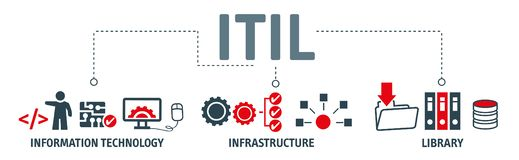 ITIL
INFORMATION TECHNOLOGY
INFRASTRUCTURE
LIBRARY